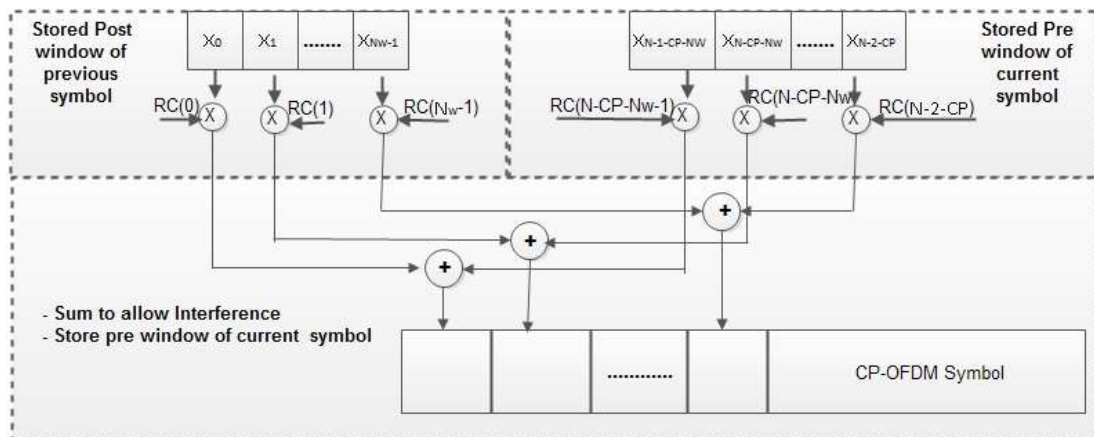 Stored Post
window of
previous
symbol
X0 X1 ....... XNw-1
RC(0) RC(1) RC(Nw-1)
X X X
XN-1-CP-NW XN-CP-Nw ....... XN-2-CP
RC(N-CP-Nw-1) RC(N-CP-Nw RC(N-2-CP)
X X X
Stored Pre
window of
current
symbol
+
+
+
- Sum to allow Interference
- Store pre window of current symbol
............
CP-OFDM Symbol